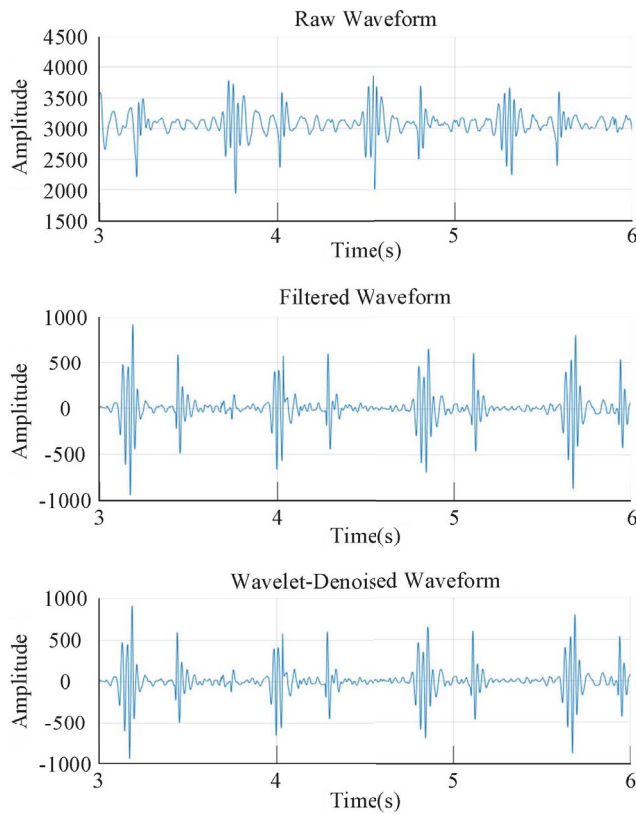 Raw Waveform
4500
4000
3500
3000
2500
2000
1500
Amplitude
3 4 5 6
Time(s)
Filtered Waveform
1000
500
0
-500
-1000
Amplitude
3 4 5 6
Time(s)
Wavelet-Denoised Waveform
1000
500
0
-500
-1000
Amplitude
3 4 5 6
Time(s)